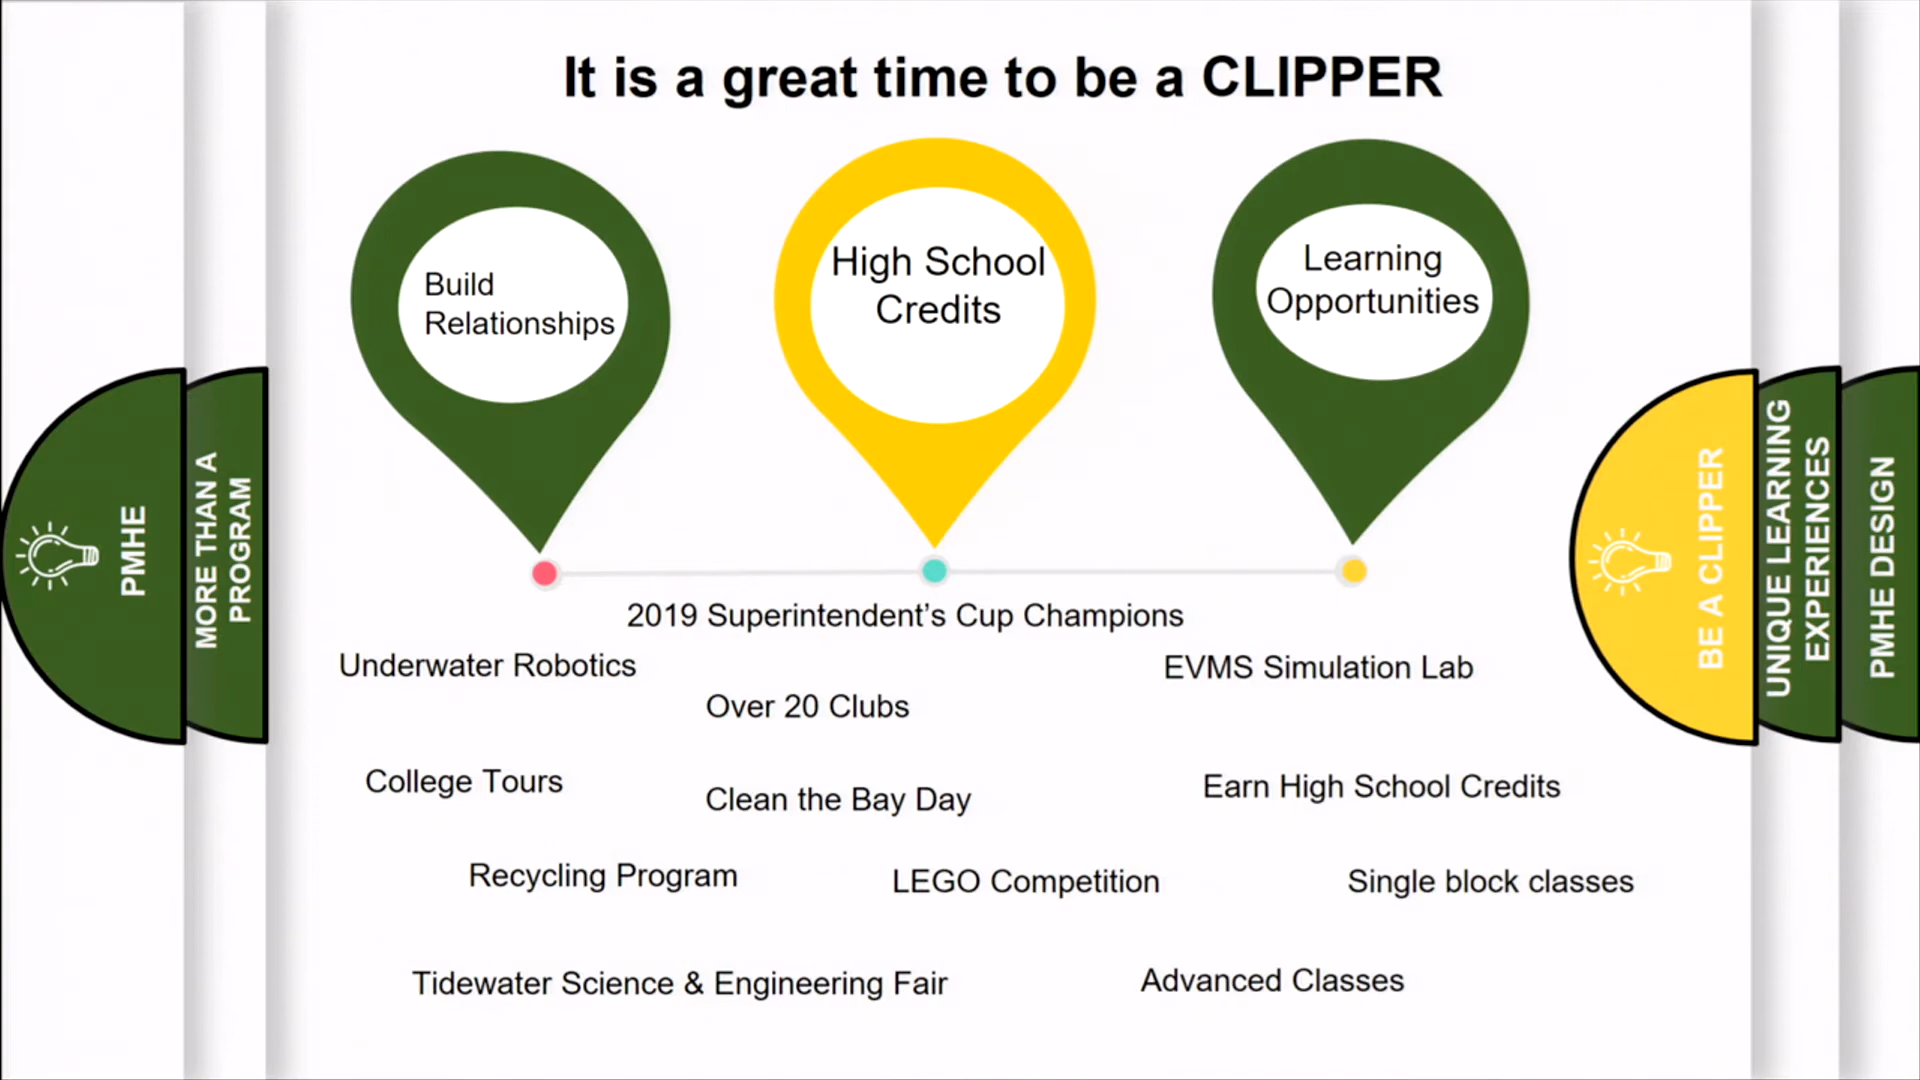 It is a great time to be a CLIPPER
Build
Relationships
High School
Credits
Learning
Opportunities
PMHE
MORE THAN A
PROGRAM
BE A CLIPPER
UNIQUE LEARNING
EXPERIENCES
PMHE DESIGN
2019 Superintendent’s Cup Champions
Underwater Robotics
EVMS Simulation Lab
Over 20 Clubs
College Tours
Clean the Bay Day
Earn High School Credits
Recycling Program
LEGO Competition
Single block classes
Tidewater Science & Engineering Fair
Advanced Classes